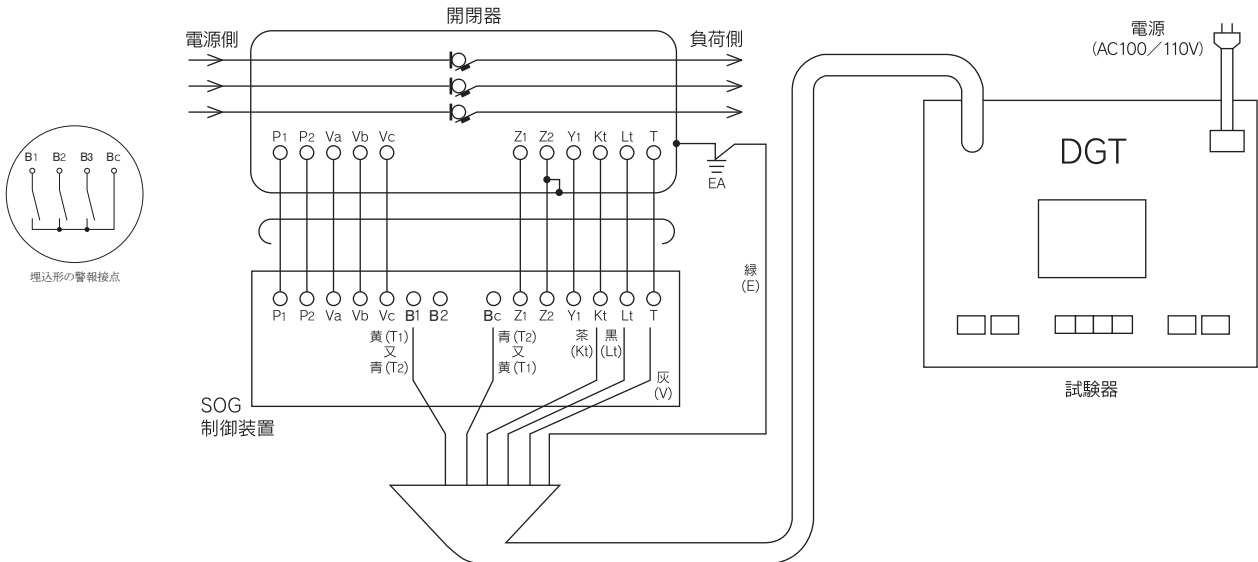 開閉器
電源側
負荷側
P1 P2 Va Vb Vc
Z1 Z2 Y1 Kt Lt T
EA
B1 B2 B3 Bc
埋込形の警報接点
P1 P2 Va Vb Vc B1 B2 Bc Z1 Z2 Y1 Kt Lt T
黄(T1)
又
青(T2)
青(T2)
又
黄(T1)
茶
(Kt)
黒
(Lt)
灰
(V)
緑
(E)
SOG
制御装置
電源
(AC100／110V)
DGT
試験器